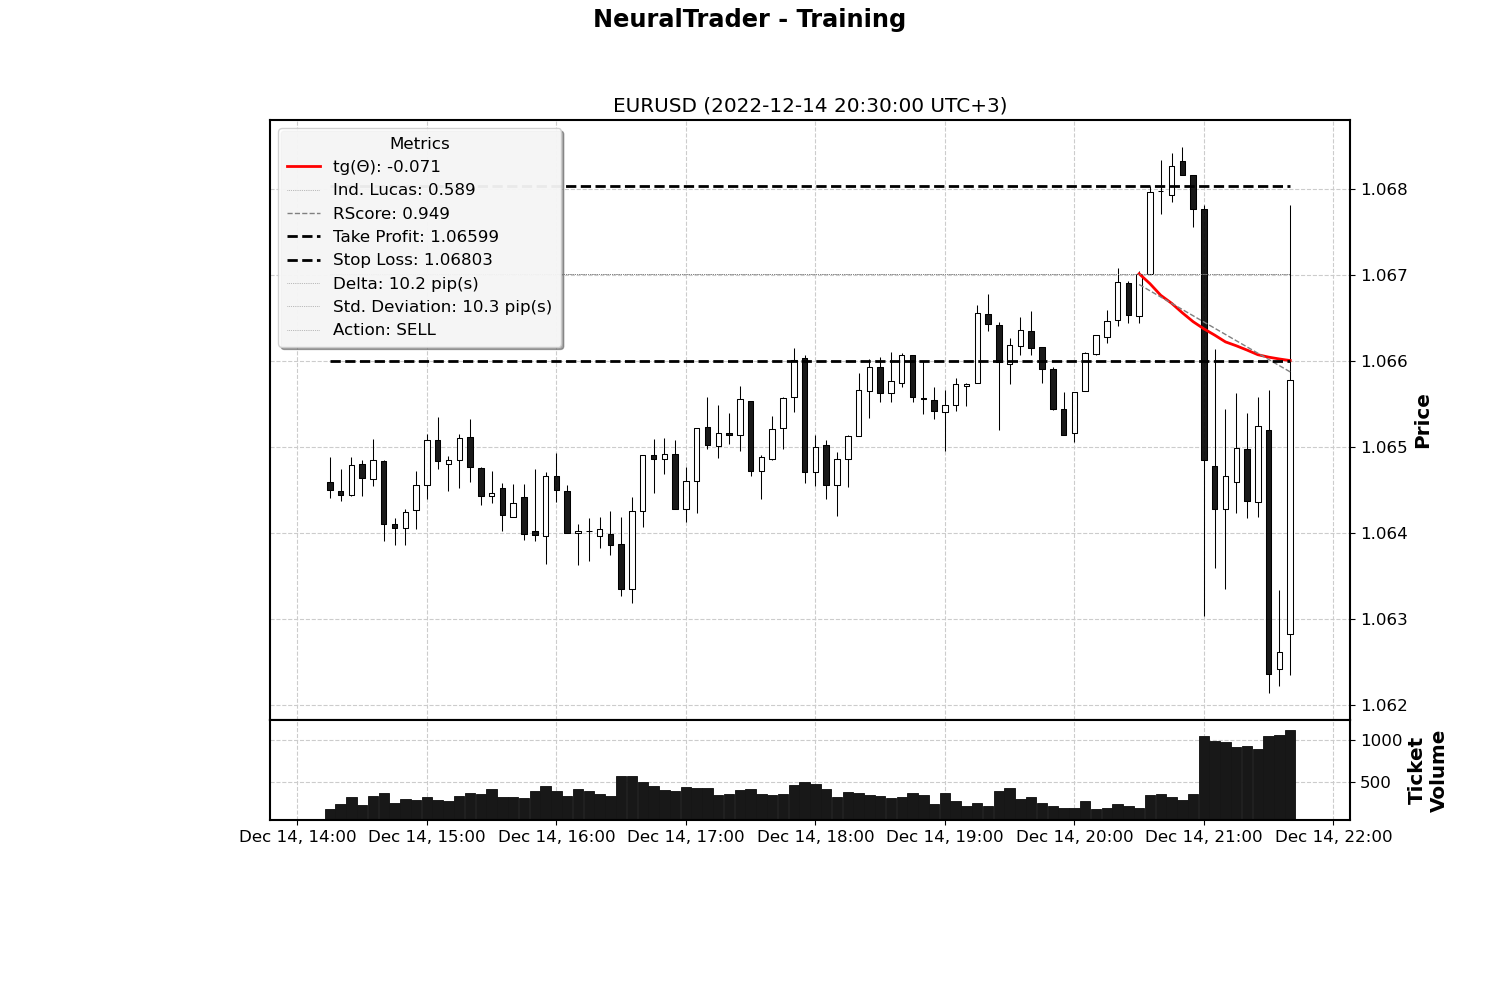 NeuralTrader - Training
EURUSD (2022-12-14 20:30:00 UTC+3)
Metrics
tg(Θ): -0.071
Ind. Lucas: 0.589
RScore: 0.949
Take Profit: 1.06599
Stop Loss: 1.06803
Delta: 10.2 pip(s)
Std. Deviation: 10.3 pip(s)
Action: SELL
1.068
1.067
1.066
1.065
1.064
1.063
1.062
Price
1000
500
Ticket
Volume
Dec 14, 14:00 Dec 14, 15:00 Dec 14, 16:00 Dec 14, 17:00 Dec 14, 18:00 Dec 14, 19:00 Dec 14, 20:00 Dec 14, 21:00 Dec 14, 22:00